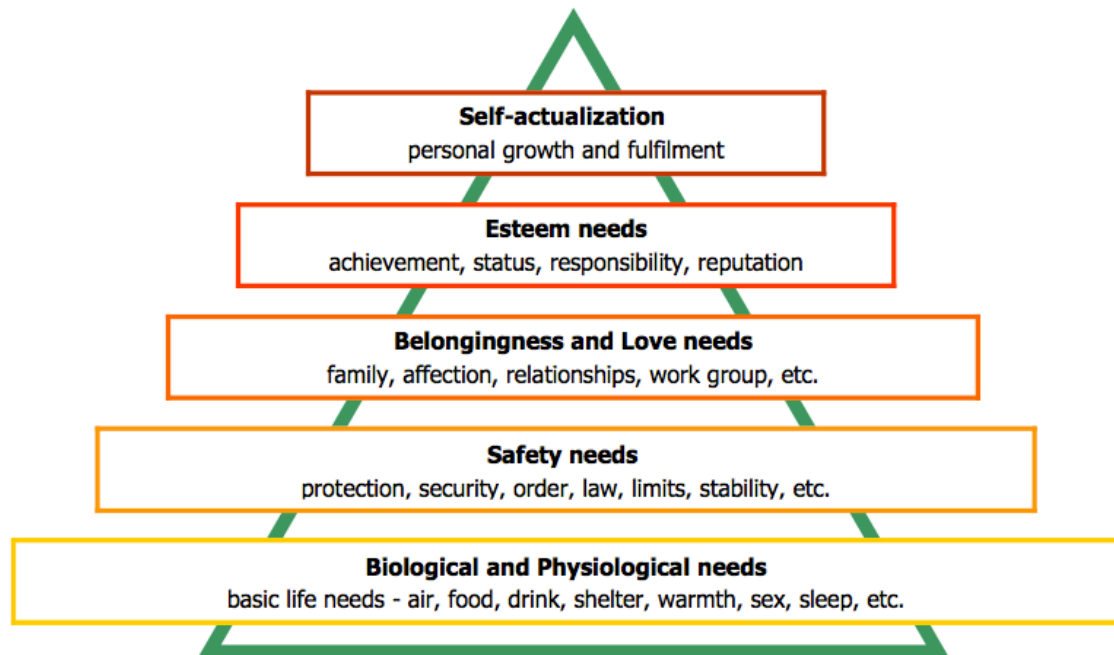 Self-actualization
personal growth and fulfilment
Esteem needs
achievement, status, responsibility, reputation
Belongingness and Love needs
family, affection, relationships, work group, etc.
Safety needs
protection, security, order, law, limits, stability, etc.
Biological and Physiological needs
basic life needs - air, food, drink, shelter, warmth, sex, sleep, etc.